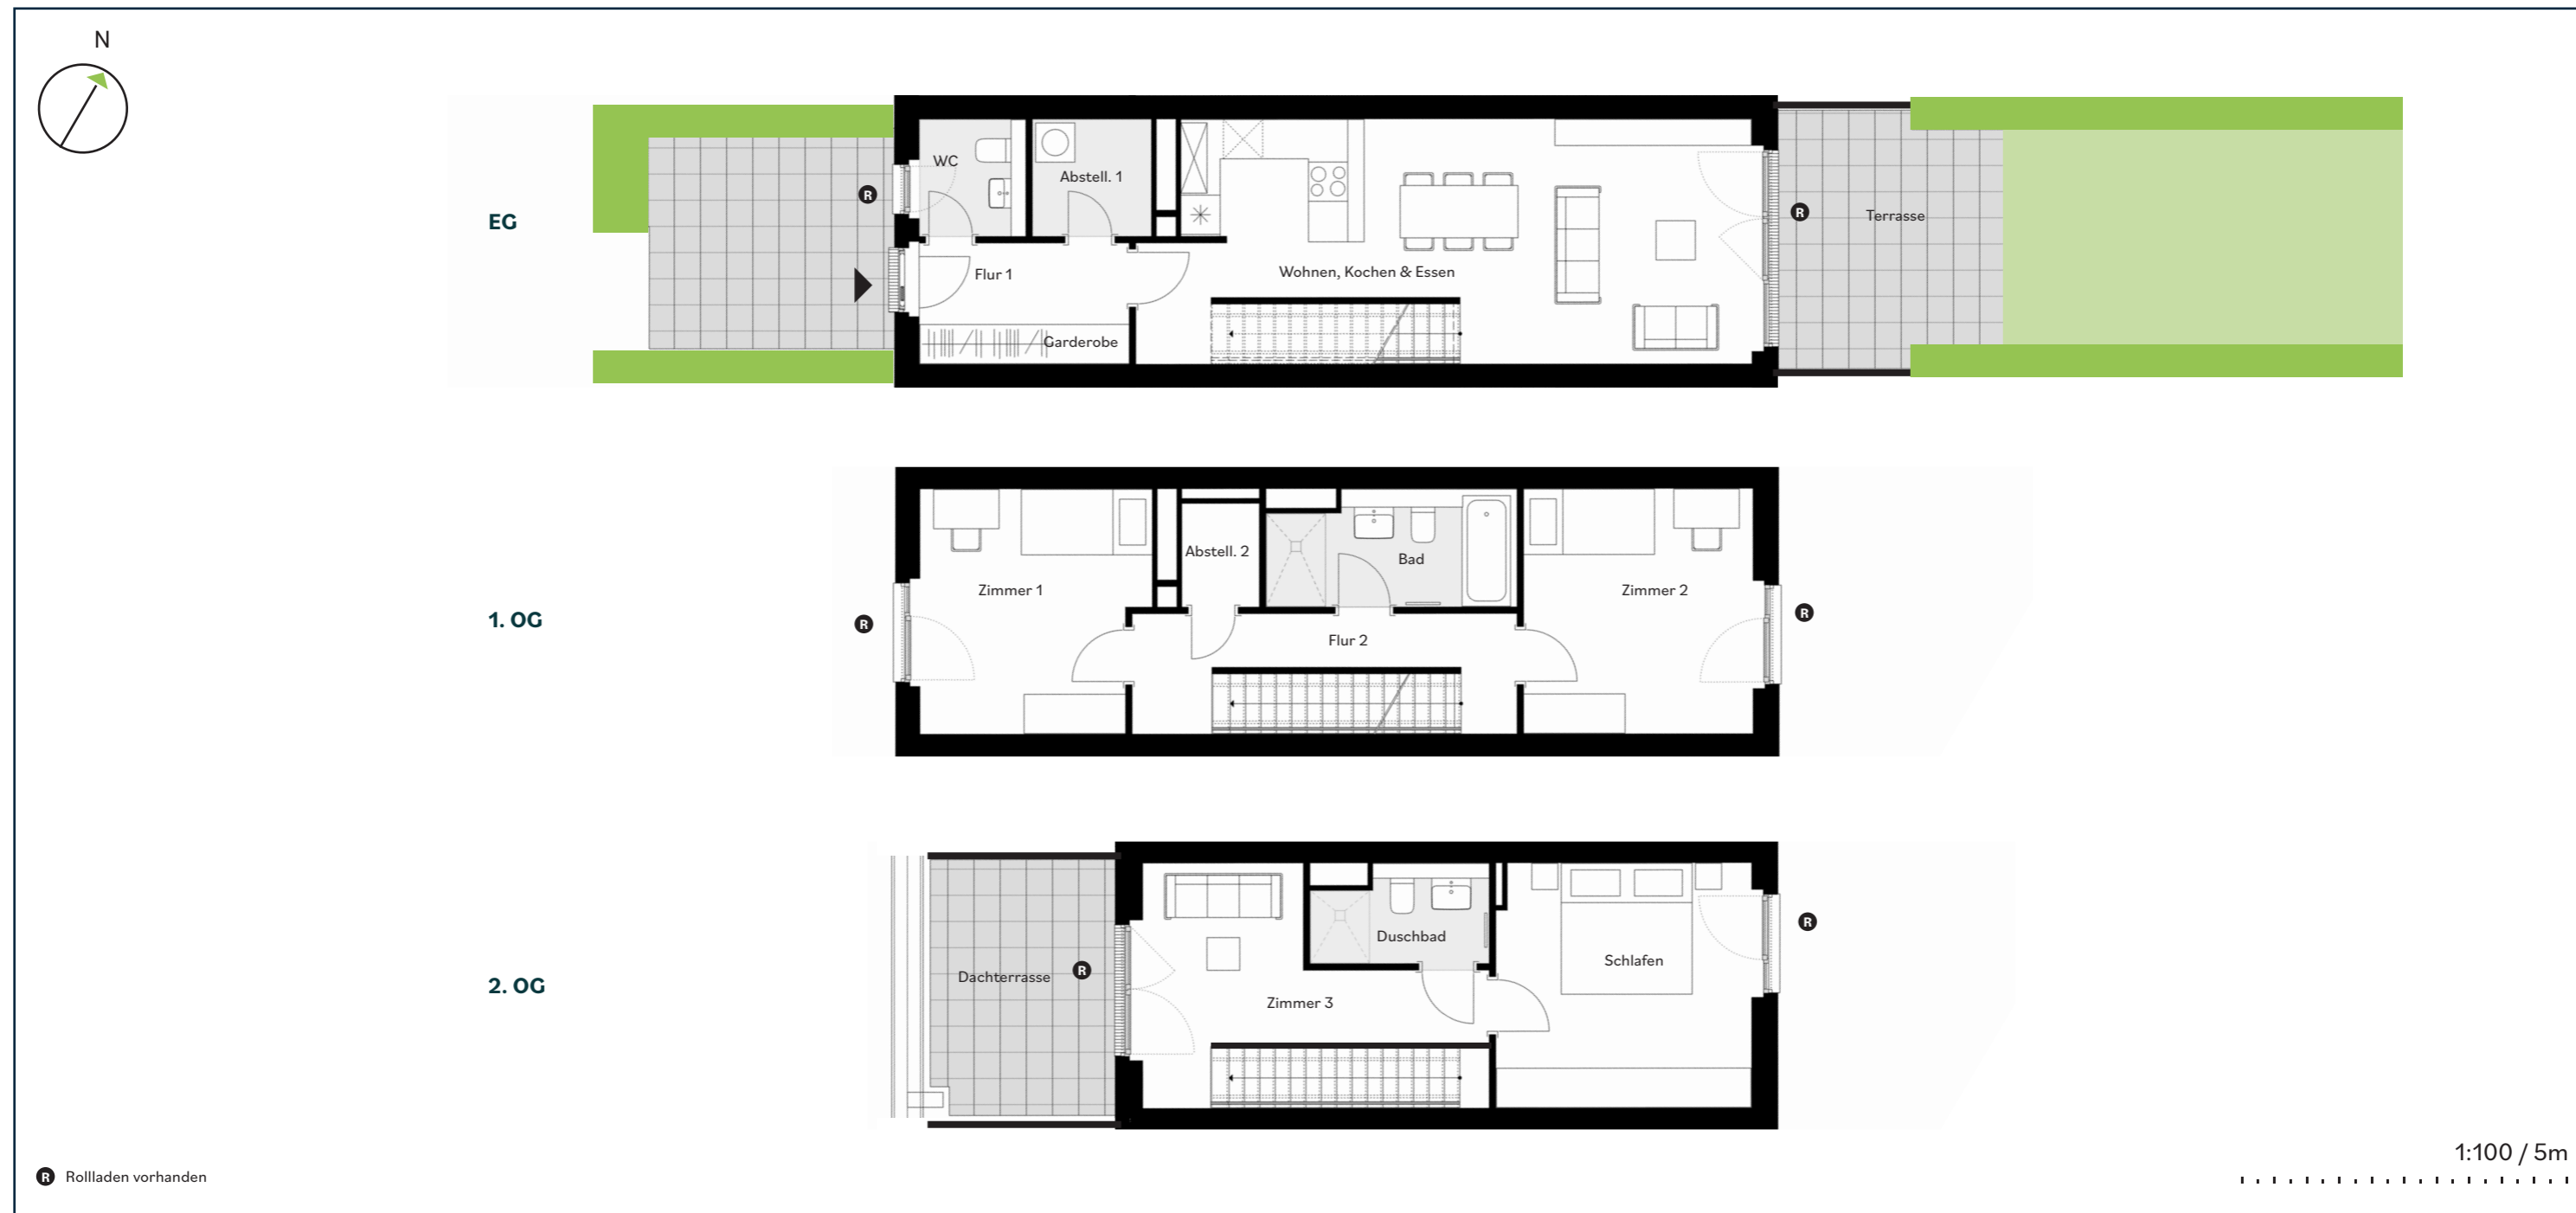 N
EG
R
WC
Abstell. 1
Flur 1
Garderobe
Wohnen, Kochen & Essen
R
Terrasse
1. OG
R
Zimmer 1
Abstell. 2
Bad
Flur 2
Zimmer 2
R
2. OG
Dachterrasse
R
Zimmer 3
Duschbad
Schlafen
R
R Rollladen vorhanden
1:100 / 5m